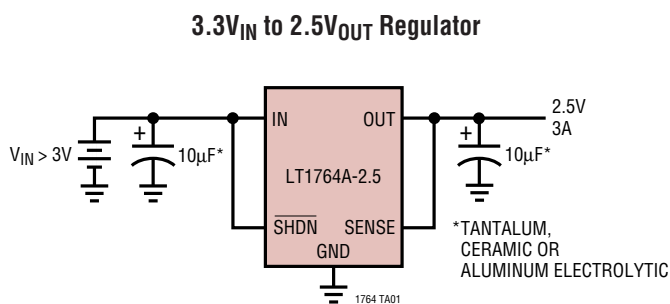 3.3VIN to 2.5VOUT Regulator
IN
OUT
2.5V
3A
+
+
VIN > 3V
10µF*
10µF*
LT1764A-2.5
SHDN
SENSE
GND
*TANTALUM,
CERAMIC OR
ALUMINUM ELECTROLYTIC
1764 TA01